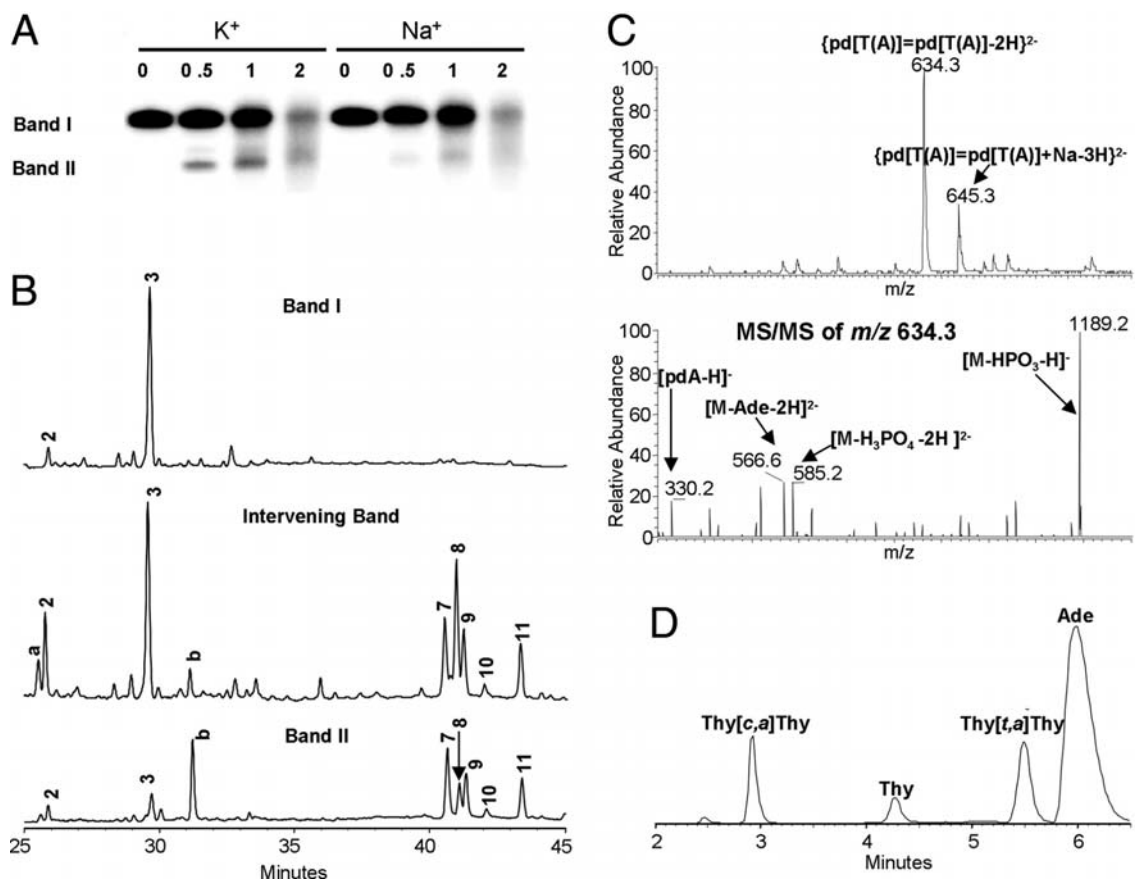 A
K+ Na+
0 0.5 1 2 0 0.5 1 2
Band I
Band II
B
Band I
2 3
Intervening Band
a 2 3 b 7 8 9 10 11
Band II
2 3 b 7 8 9 10 11
25 30 35 40 45
Minutes
C
{pd[T(A)]=pd[T(A)]-2H}2-
634.3
{pd[T(A)]=pd[T(A)]+Na-3H}2-
645.3
Relative Abundance
100
80
60
40
20
0
m/z
MS/MS of m/z 634.3
1189.2
[pdA-H]-
[M-HPO3-H]-
[M-Ade-2H]2-
[M-H3PO4 -2H ]2-
566.6
585.2
330.2
Relative Abundance
100
80
60
40
20
0
m/z
D
Ade
Thy[c,a]Thy
Thy[t,a]Thy
Thy
2 3 4 5 6
Minutes